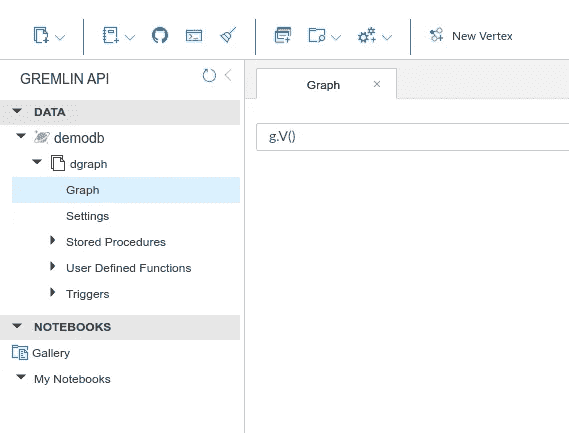 New Vertex
GREMLIN API
DATA
demodb
dgraph
Graph
Settings
Stored Procedures
User Defined Functions
Triggers
NOTEBOOKS
Gallery
My Notebooks
Graph
g.V()